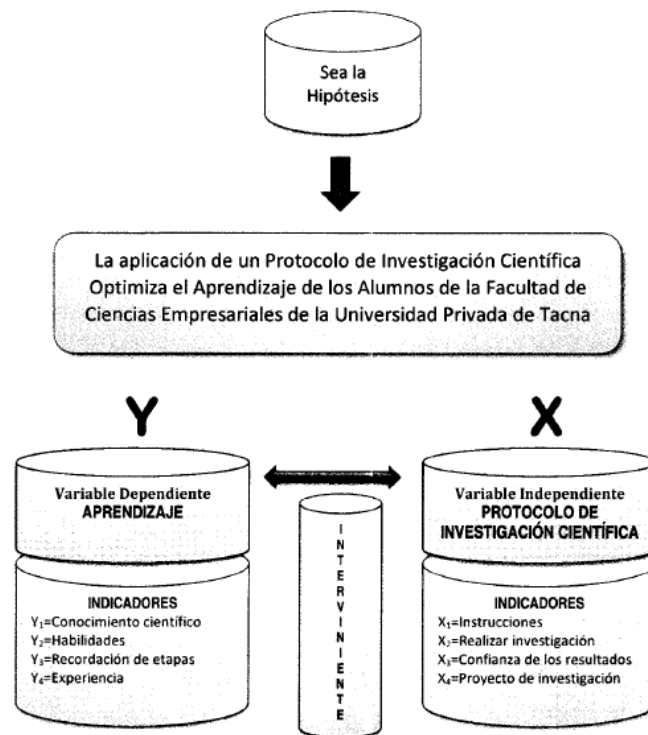 Sea la
Hipótesis
La aplicación de un Protocolo de Investigación Científica
Optimiza el Aprendizaje de los Alumnos de la Facultad de
Ciencias Empresariales de la Universidad Privada de Tacna
Y
X
Variable Dependiente
APRENDIZAJE
INDICADORES
Y₁=Conocimiento científico
Y₂=Habilidades
Y₃=Recordación de etapas
Y₄=Experiencia
INTERVINIENTE
Variable Independiente
PROTOCOLO DE
INVESTIGACIÓN CIENTÍFICA
INDICADORES
X₁=Instrucciones
X₂=Realizar investigación
X₃=Confianza de los resultados
X₄=Proyecto de investigación